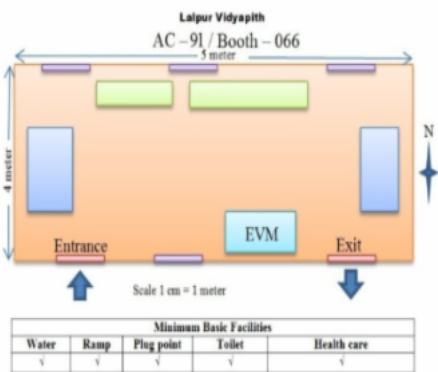 Lalpur Vidyapith
AC – 91 / Booth – 066
5 meter
4 meter
N
EVM
Entrance
Exit
Scale 1 cm = 1 meter
Minimum Basic Facilities
Water Ramp Plug point Toilet Health care
√ √ √ √ √